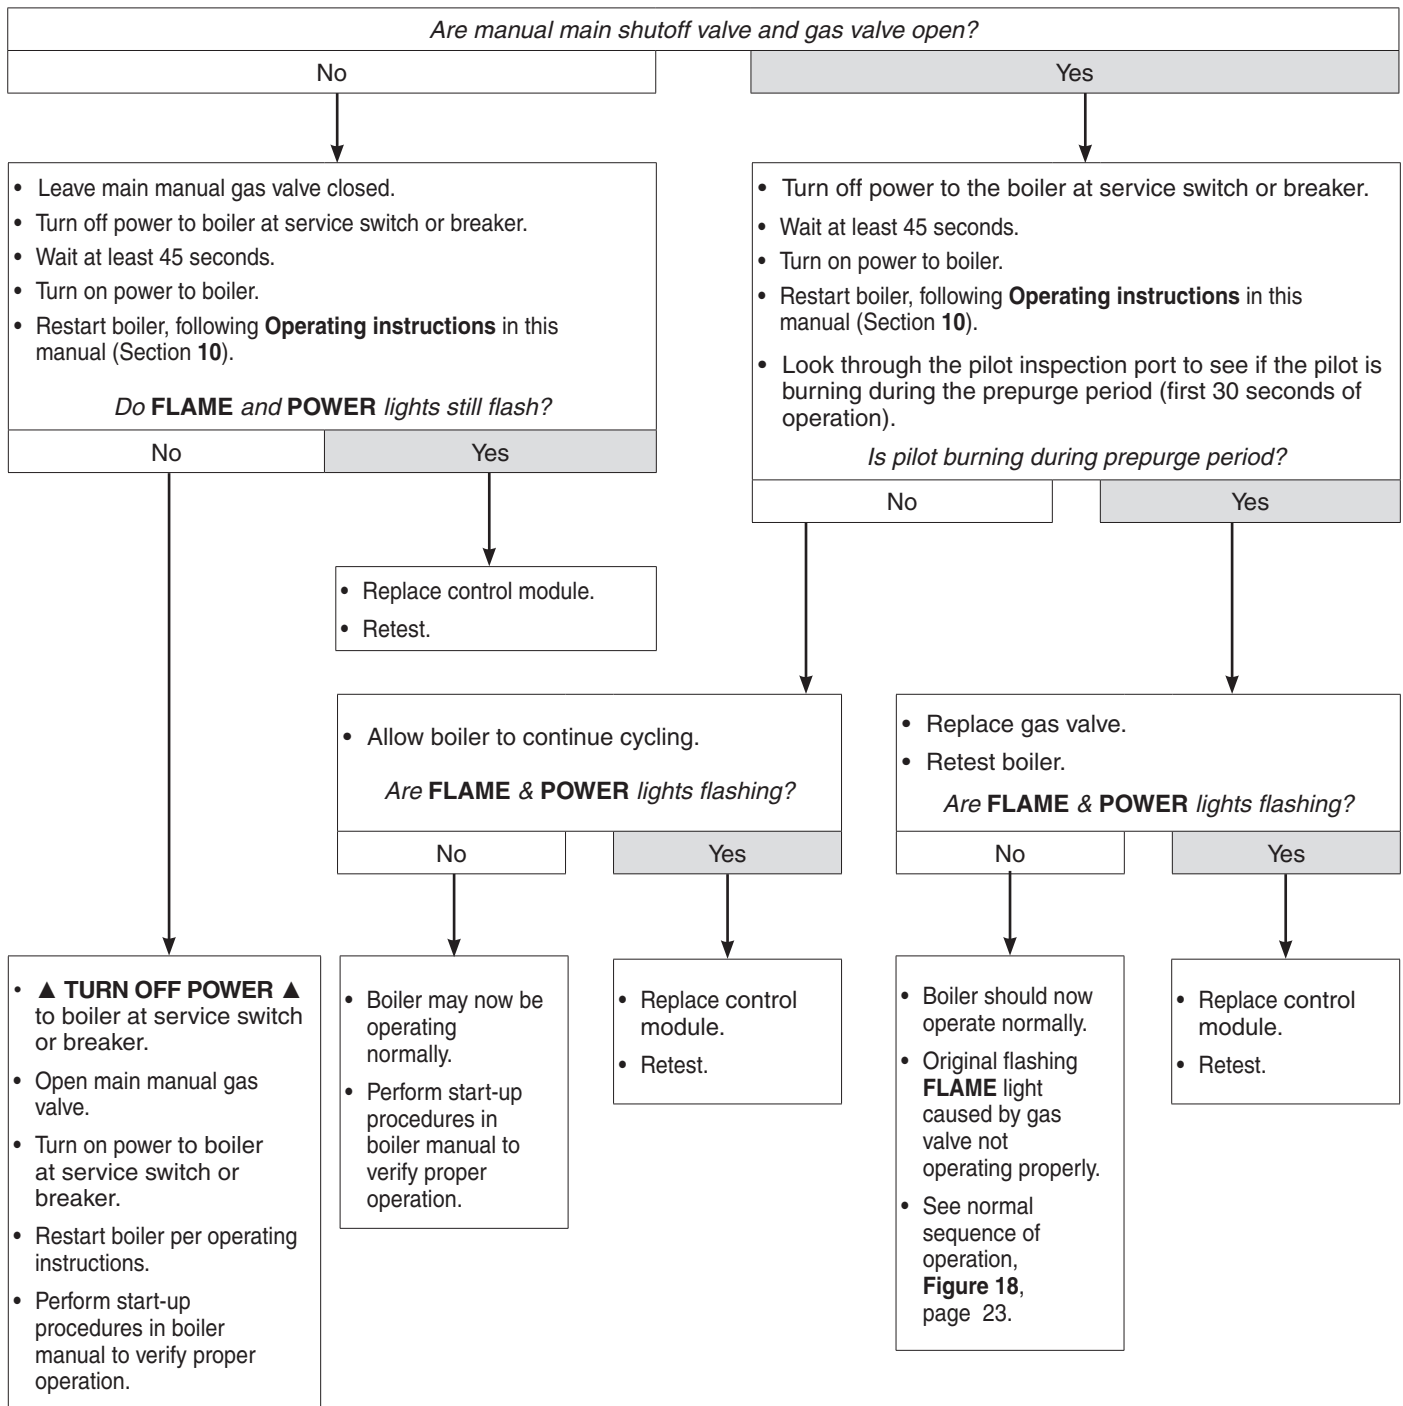 Are manual main shutoff valve and gas valve open?
No
Yes
• Leave main manual gas valve closed.
• Turn off power to boiler at service switch or breaker.
• Wait at least 45 seconds.
• Turn on power to boiler.
• Restart boiler, following Operating instructions in this
manual (Section 10).
Do FLAME and POWER lights still flash?
No
Yes
• Turn off power to the boiler at service switch or breaker.
• Wait at least 45 seconds.
• Turn on power to boiler.
• Restart boiler, following Operating instructions in this
manual (Section 10).
• Look through the pilot inspection port to see if the pilot is
burning during the prepurge period (first 30 seconds of
operation).
Is pilot burning during prepurge period?
No
Yes
• Replace control module.
• Retest.
• Allow boiler to continue cycling.
Are FLAME & POWER lights flashing?
No
Yes
• Replace gas valve.
• Retest boiler.
Are FLAME & POWER lights flashing?
No
Yes
• ▲ TURN OFF POWER ▲
to boiler at service switch
or breaker.
• Open main manual gas
valve.
• Turn on power to boiler
at service switch or
breaker.
• Restart boiler per operating
instructions.
• Perform start-up
procedures in boiler
manual to verify proper
operation.
• Boiler may now be
operating
normally.
• Perform start-up
procedures in
boiler manual to
verify proper
operation.
• Replace control
module.
• Retest.
• Boiler should now
operate normally.
• Original flashing
FLAME light
caused by gas
valve not
operating properly.
• See normal
sequence of
operation,
Figure 18,
page 23.
• Replace control
module.
• Retest.